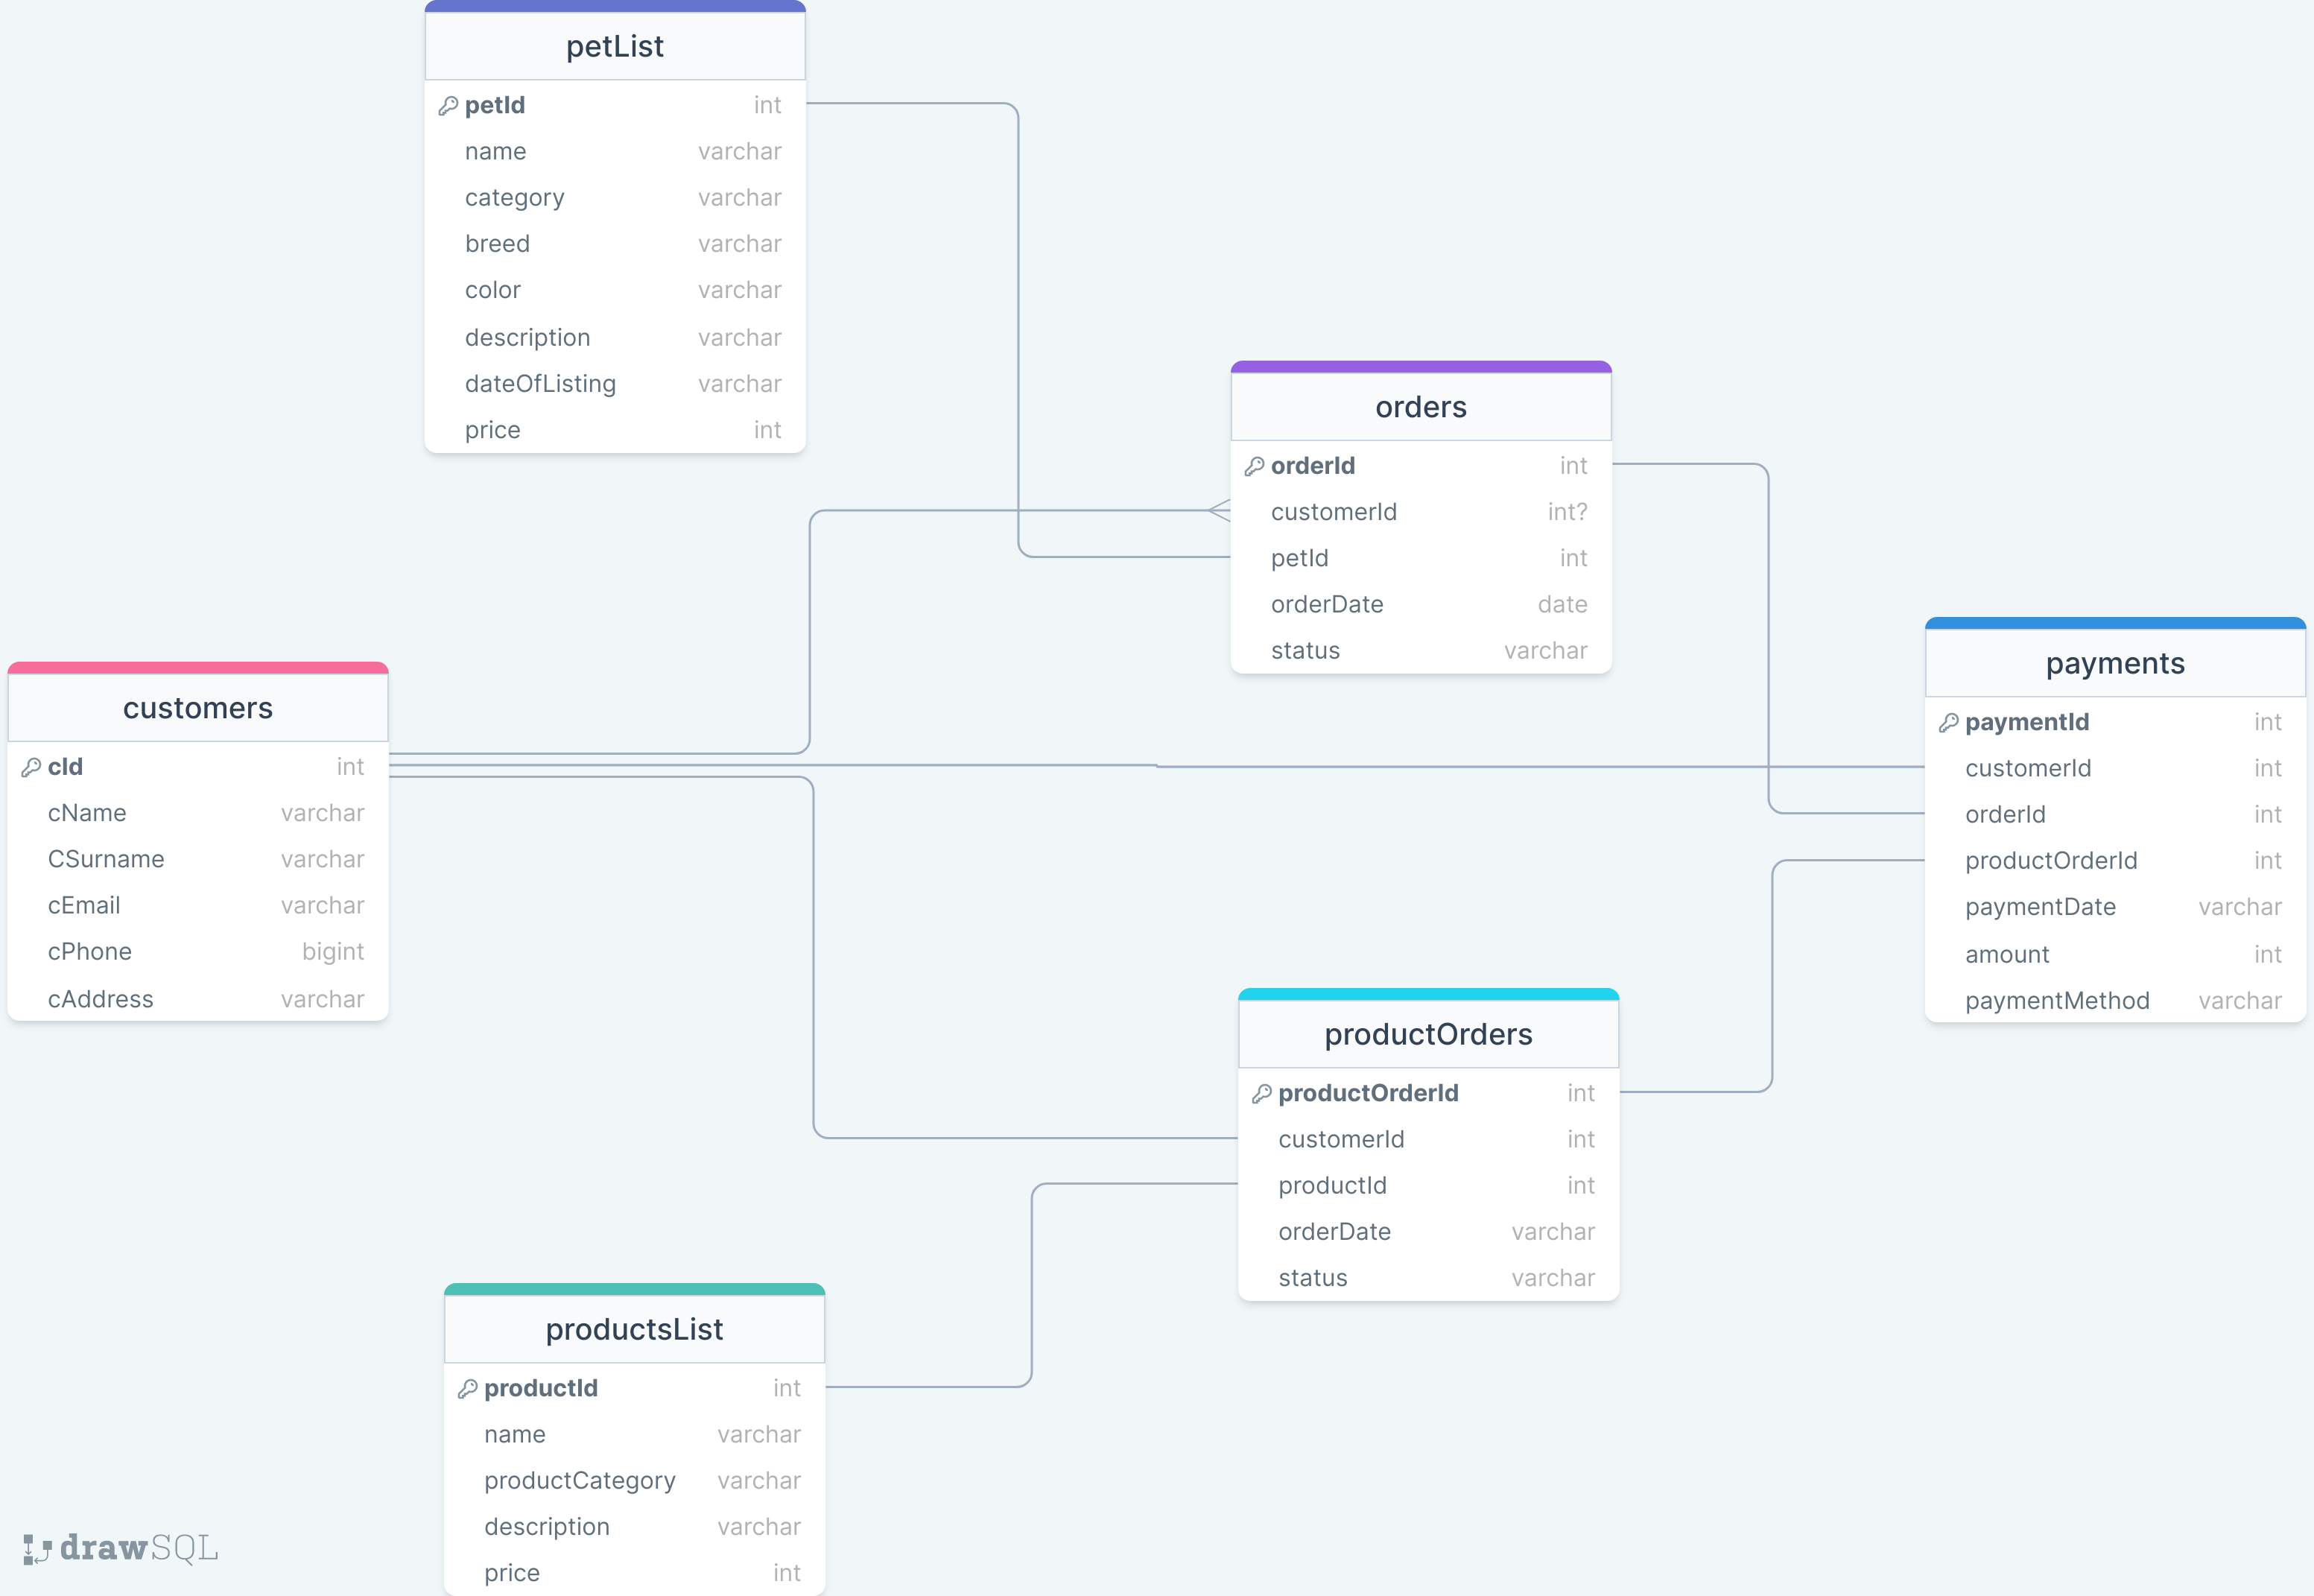 petList
petId int
name varchar
category varchar
breed varchar
color varchar
description varchar
dateOfListing varchar
price int
orders
orderId int
customerId int?
petId int
orderDate date
status varchar
customers
cId int
cName varchar
CSurname varchar
cEmail varchar
cPhone bigint
cAddress varchar
payments
paymentId int
customerId int
orderId int
productOrderId int
paymentDate varchar
amount int
paymentMethod varchar
productOrders
productOrderId int
customerId int
productId int
orderDate varchar
status varchar
productsList
productId int
name varchar
productCategory varchar
description varchar
price int
drawSQL